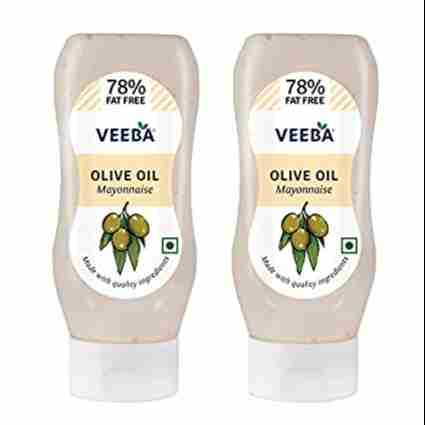 78%
FAT FREE
VEEBA
OLIVE OIL
Mayonnaise
Made with quality ingredients
78%
FAT FREE
VEEBA
OLIVE OIL
Mayonnaise
Made with quality ingredients